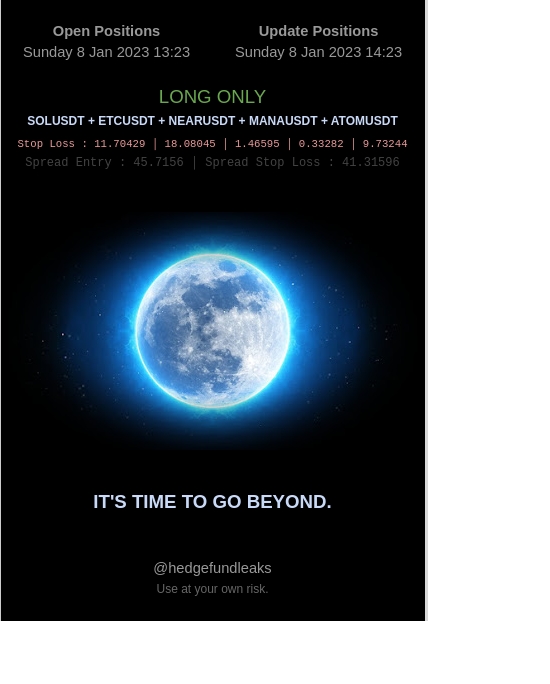 Open Positions Update Positions
Sunday 8 Jan 2023 13:23 Sunday 8 Jan 2023 14:23
LONG ONLY
SOLUSDT + ETCUSDT + NEARUSDT + MANAUSDT + ATOMUSDT
Stop Loss : 11.70429 | 18.08045 | 1.46595 | 0.33282 | 9.73244
Spread Entry : 45.7156 | Spread Stop Loss : 41.31596
IT'S TIME TO GO BEYOND.
@hedgefundleaks
Use at your own risk.